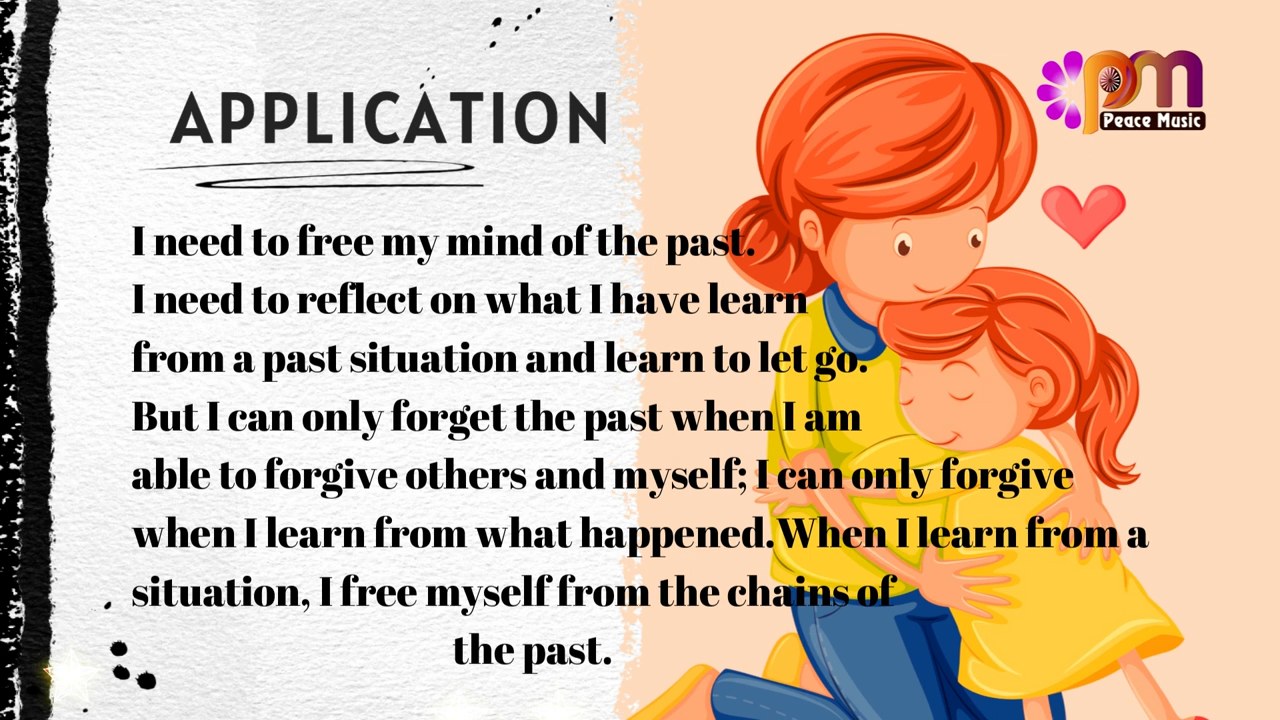 APPLICATION
pm
Peace Music
I need to free my mind of the past.
I need to reflect on what I have learn
from a past situation and learn to let go.
But I can only forget the past when I am
able to forgive others and myself; I can only forgive
when I learn from what happened.When I learn from a
situation, I free myself from the chains of
the past.